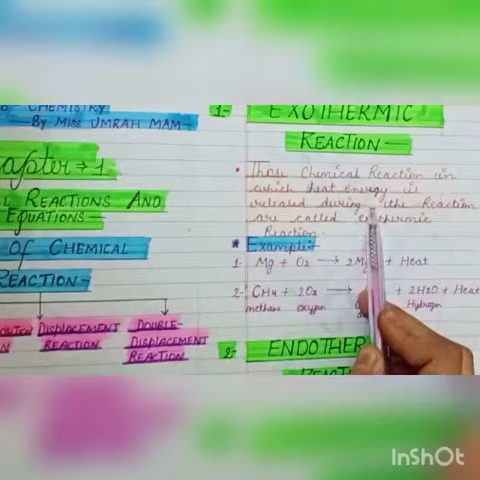 CHEMISTRY
— By Miss UMRAH MAM —
apter → 1
L REACTIONS AND
EQUATIONS —
OF CHEMICAL
REACTION: —
DISPLACEMENT
REACTION
DOUBLE-
DISPLACEMENT
REACTION
1- EXOTHERMIC
REACTION —
• Those Chemical Reaction in
which heat energy is
released during the Reaction
are called exothermic
Reaction.
* Example:-
1- Mg + O2 → 2M + Heat
2- CH4 + 2O2 → + 2H2O + Heat
methane oxygen Hydrogen
2- ENDOTHER
InShOt